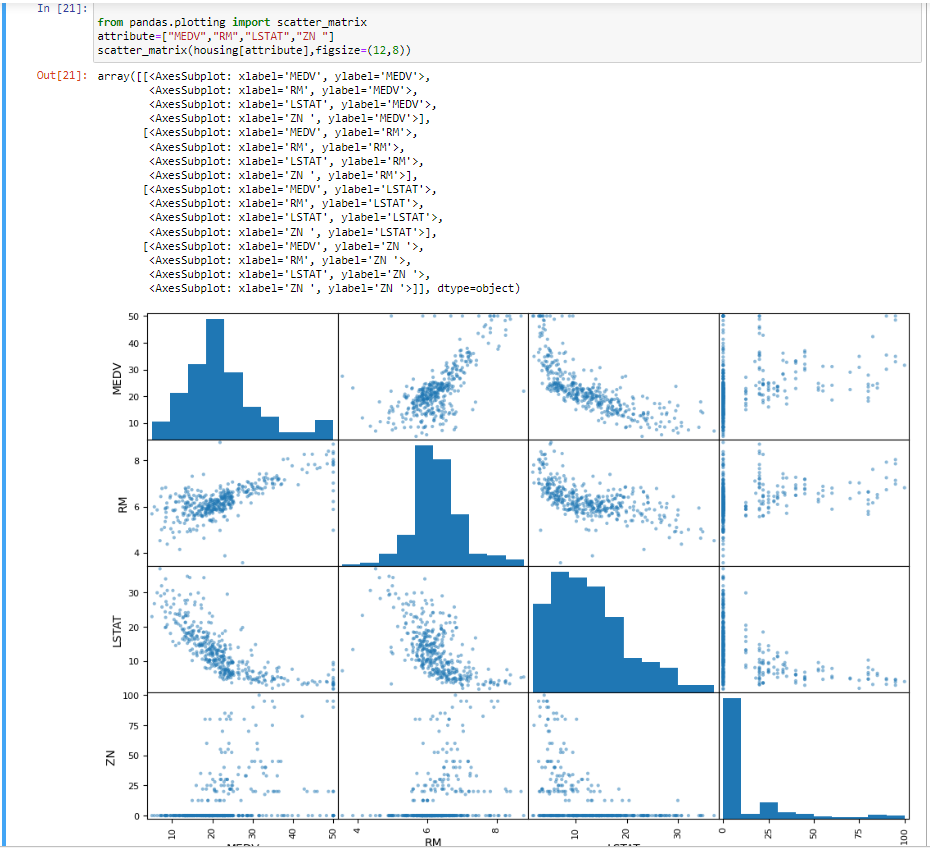 In [21]:
from pandas.plotting import scatter_matrix
attribute=["MEDV","RM","LSTAT","ZN "]
scatter_matrix(housing[attribute],figsize=(12,8))
Out[21]: array([[<AxesSubplot: xlabel='MEDV', ylabel='MEDV'>,
<AxesSubplot: xlabel='RM', ylabel='MEDV'>,
<AxesSubplot: xlabel='LSTAT', ylabel='MEDV'>,
<AxesSubplot: xlabel='ZN ', ylabel='MEDV'>],
[<AxesSubplot: xlabel='MEDV', ylabel='RM'>,
<AxesSubplot: xlabel='RM', ylabel='RM'>,
<AxesSubplot: xlabel='LSTAT', ylabel='RM'>,
<AxesSubplot: xlabel='ZN ', ylabel='RM'>],
[<AxesSubplot: xlabel='MEDV', ylabel='LSTAT'>,
<AxesSubplot: xlabel='RM', ylabel='LSTAT'>,
<AxesSubplot: xlabel='LSTAT', ylabel='LSTAT'>,
<AxesSubplot: xlabel='ZN ', ylabel='LSTAT'>],
[<AxesSubplot: xlabel='MEDV', ylabel='ZN '>,
<AxesSubplot: xlabel='RM', ylabel='ZN '>,
<AxesSubplot: xlabel='LSTAT', ylabel='ZN '>,
<AxesSubplot: xlabel='ZN ', ylabel='ZN '>]], dtype=object)
50
40
30
20
10
MEDV
8
6
4
RM
30
20
10
LSTAT
100
75
50
25
0
ZN
10 20 30 40 50 4 6 8 10 20 30 0 25 50 75 100
MEDV RM LSTAT